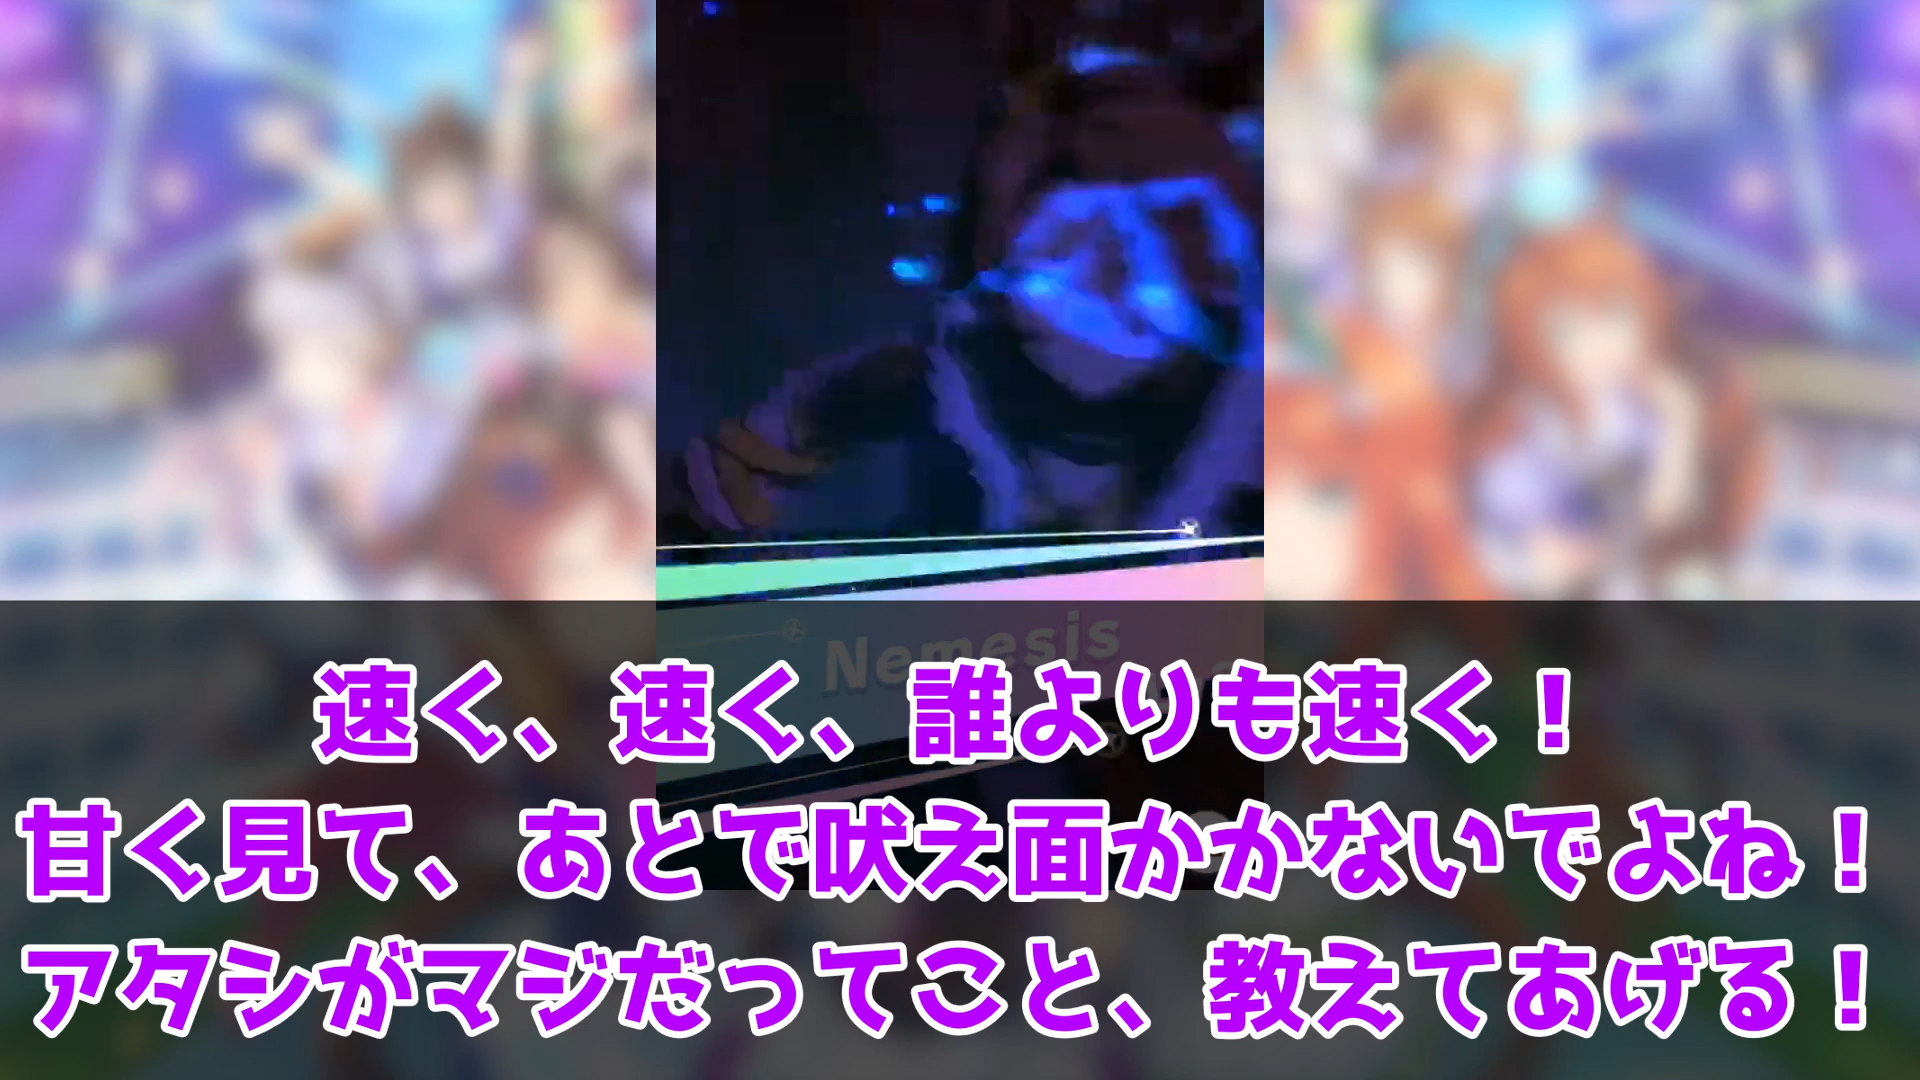 Nemesis
速く、速く、誰よりも速く！
甘く見て、あとで吠え面かかないでよね！
アタシがマジだってこと、教えてあげる！